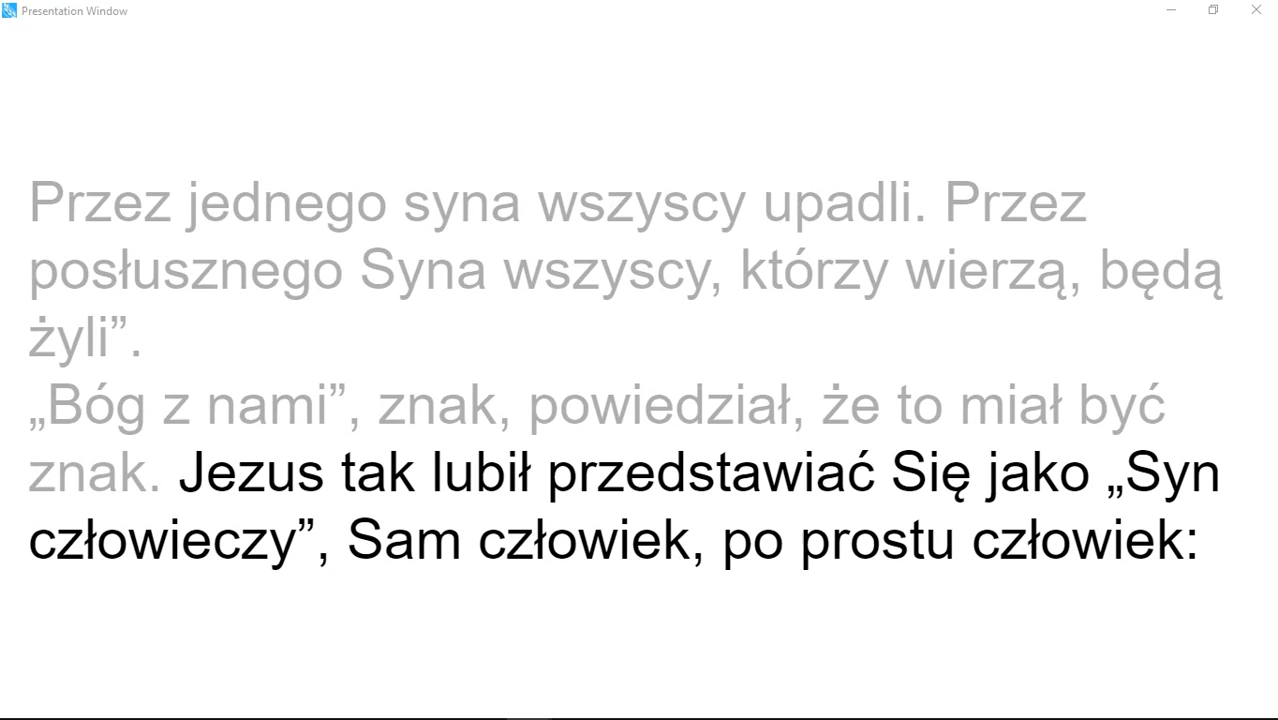 Presentation Window
Przez jednego syna wszyscy upadli. Przez
posłusznego Syna wszyscy, którzy wierzą, będą
żyli”.
„Bóg z nami”, znak, powiedział, że to miał być
znak. Jezus tak lubił przedstawiać Się jako „Syn
człowieczy”, Sam człowiek, po prostu człowiek: